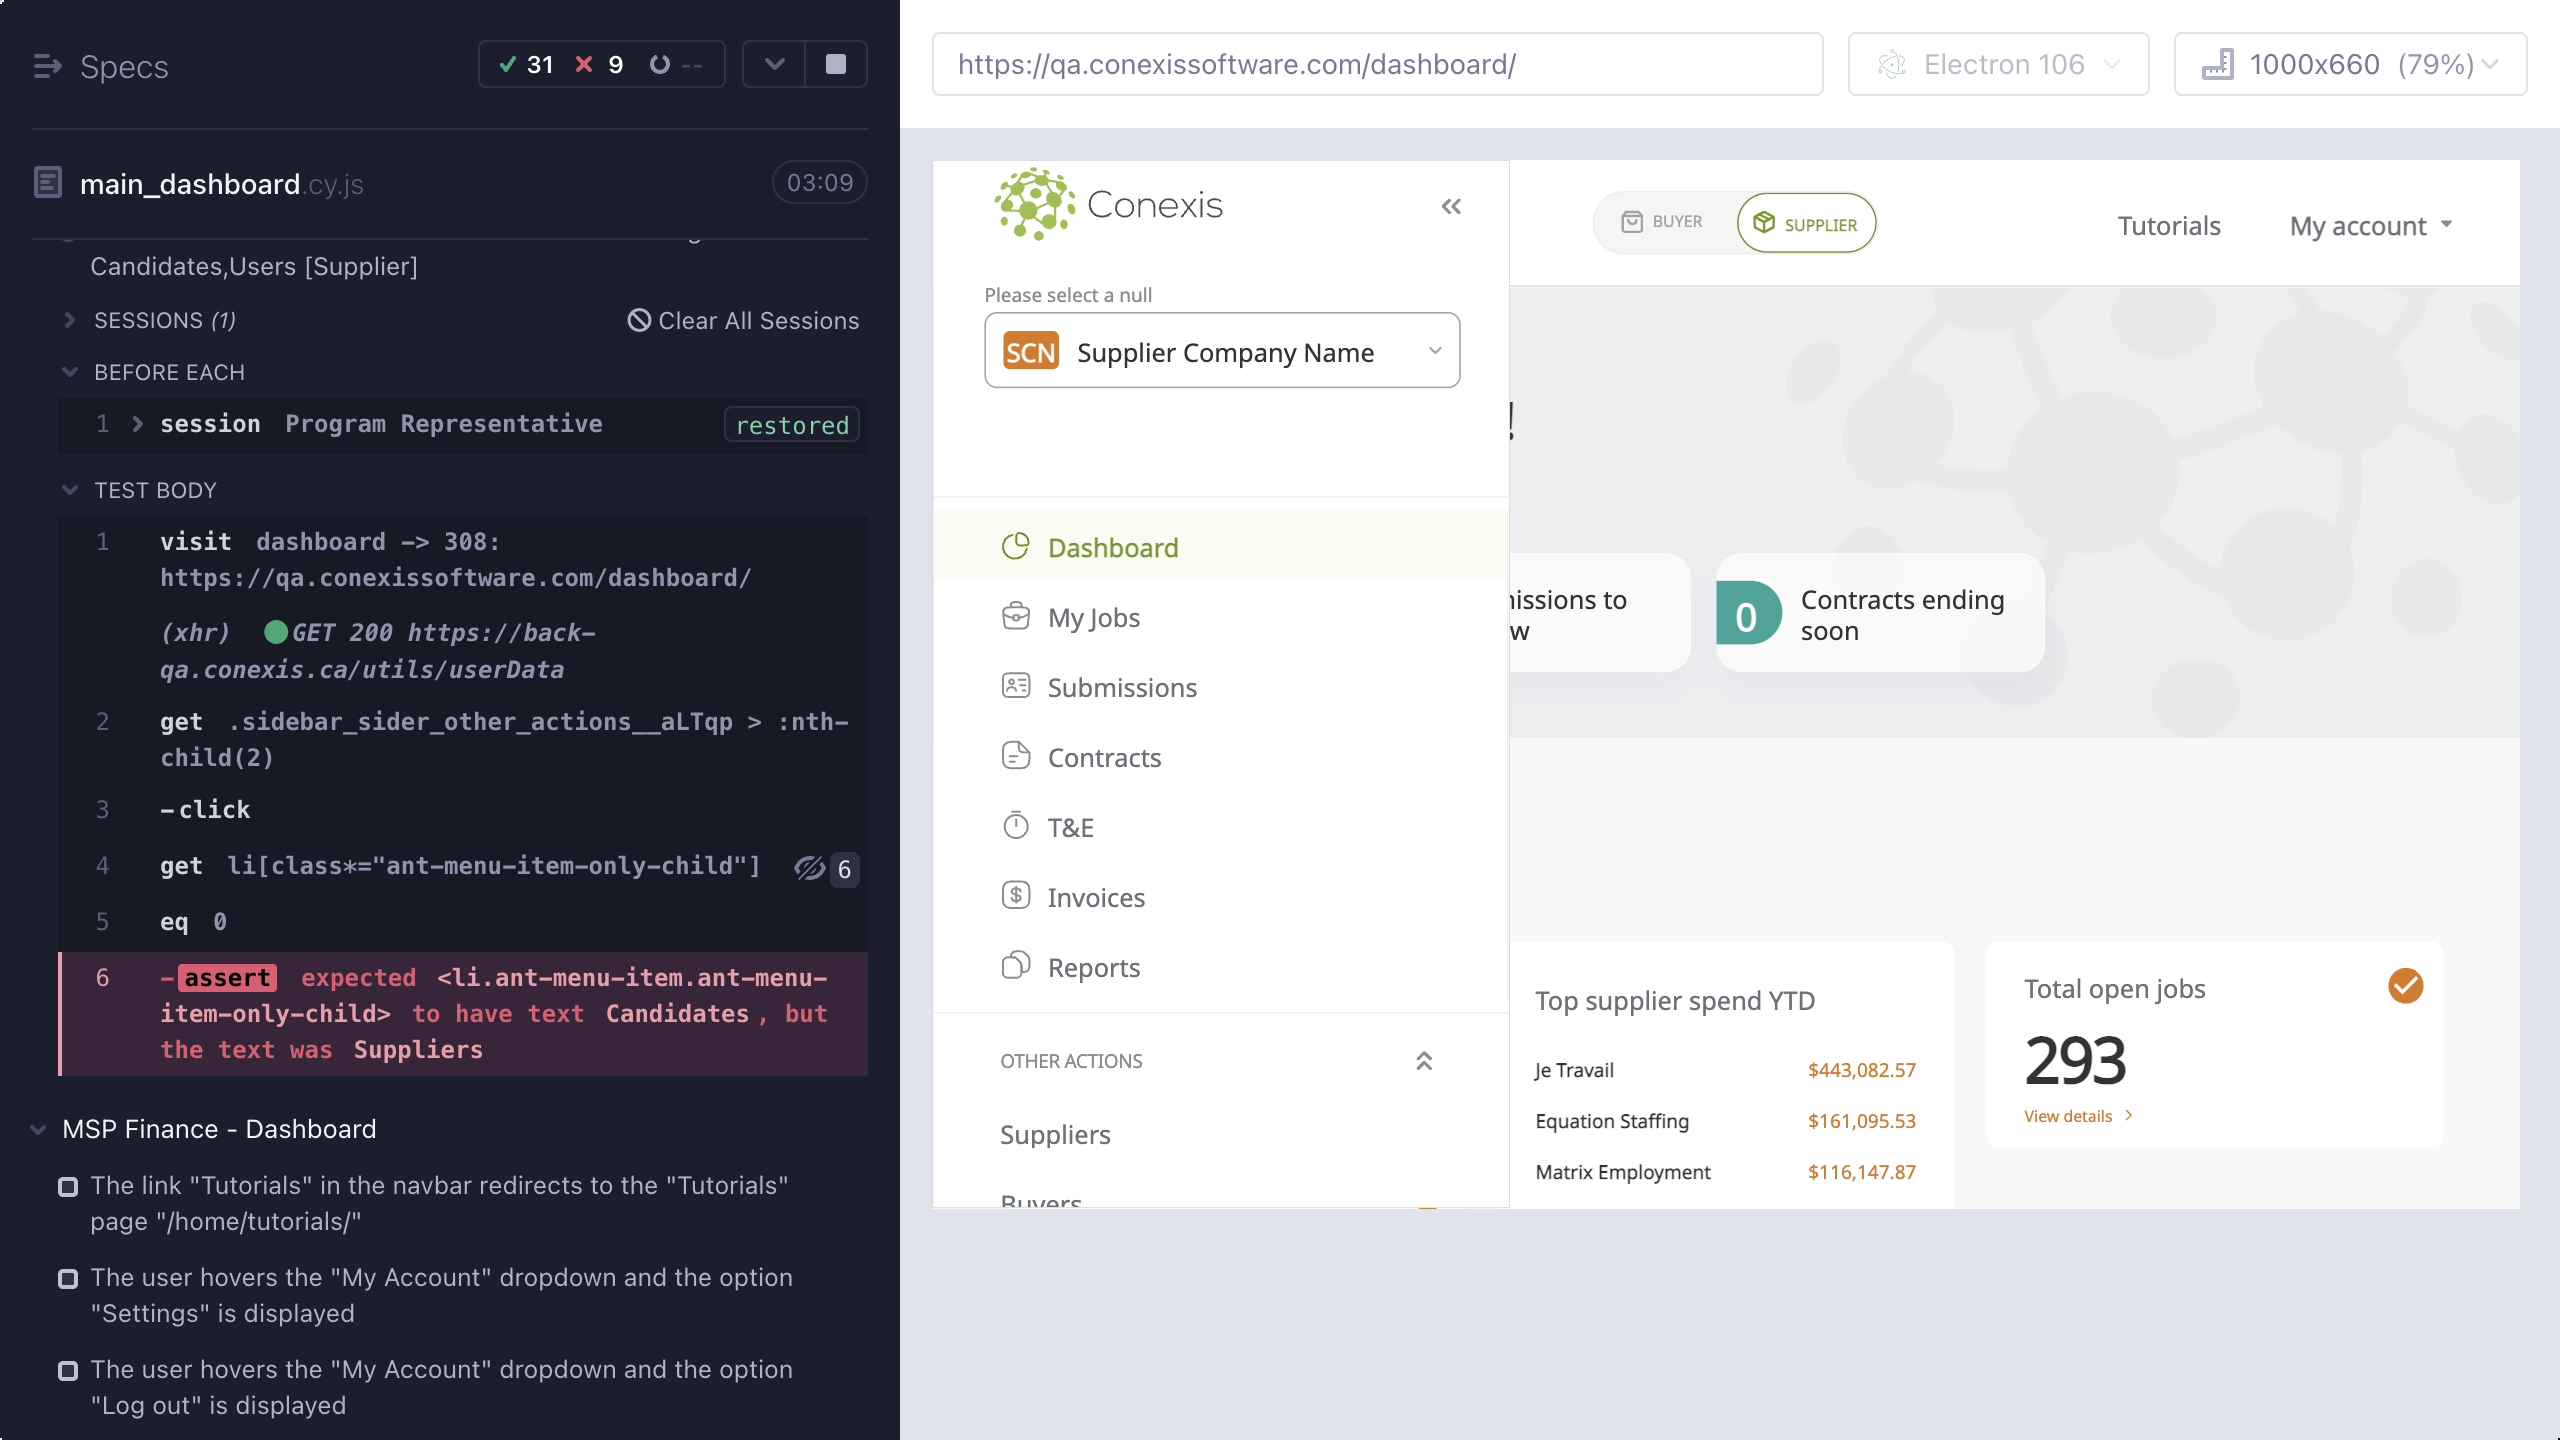 Specs
31 9 --
main_dashboard.cy.js
03:09
Candidates,Users [Supplier]
SESSIONS (1)
Clear All Sessions
BEFORE EACH
1 session Program Representative restored
TEST BODY
1 visit dashboard -> 308:
https://qa.conexissoftware.com/dashboard/
(xhr) GET 200 https://back-
qa.conexis.ca/utils/userData
2 get .sidebar_sider_other_actions__aLTqp > :nth-
child(2)
3 -click
4 get li[class*="ant-menu-item-only-child"] 6
5 eq 0
6 -assert expected <li.ant-menu-item.ant-menu-
item-only-child> to have text Candidates, but
the text was Suppliers
MSP Finance - Dashboard
The link "Tutorials" in the navbar redirects to the "Tutorials"
page "/home/tutorials/"
The user hovers the "My Account" dropdown and the option
"Settings" is displayed
The user hovers the "My Account" dropdown and the option
"Log out" is displayed
https://qa.conexissoftware.com/dashboard/
Electron 106
1000x660 (79%)
Conexis
Please select a null
SCN Supplier Company Name
Dashboard
My Jobs
Submissions
Contracts
T&E
Invoices
Reports
OTHER ACTIONS
Suppliers
Buyers
BUYER
SUPPLIER
Tutorials
My account
!
issions to
w
0
Contracts ending
soon
Top supplier spend YTD
Je Travail $443,082.57
Equation Staffing $161,095.53
Matrix Employment $116,147.87
Total open jobs
293
View details